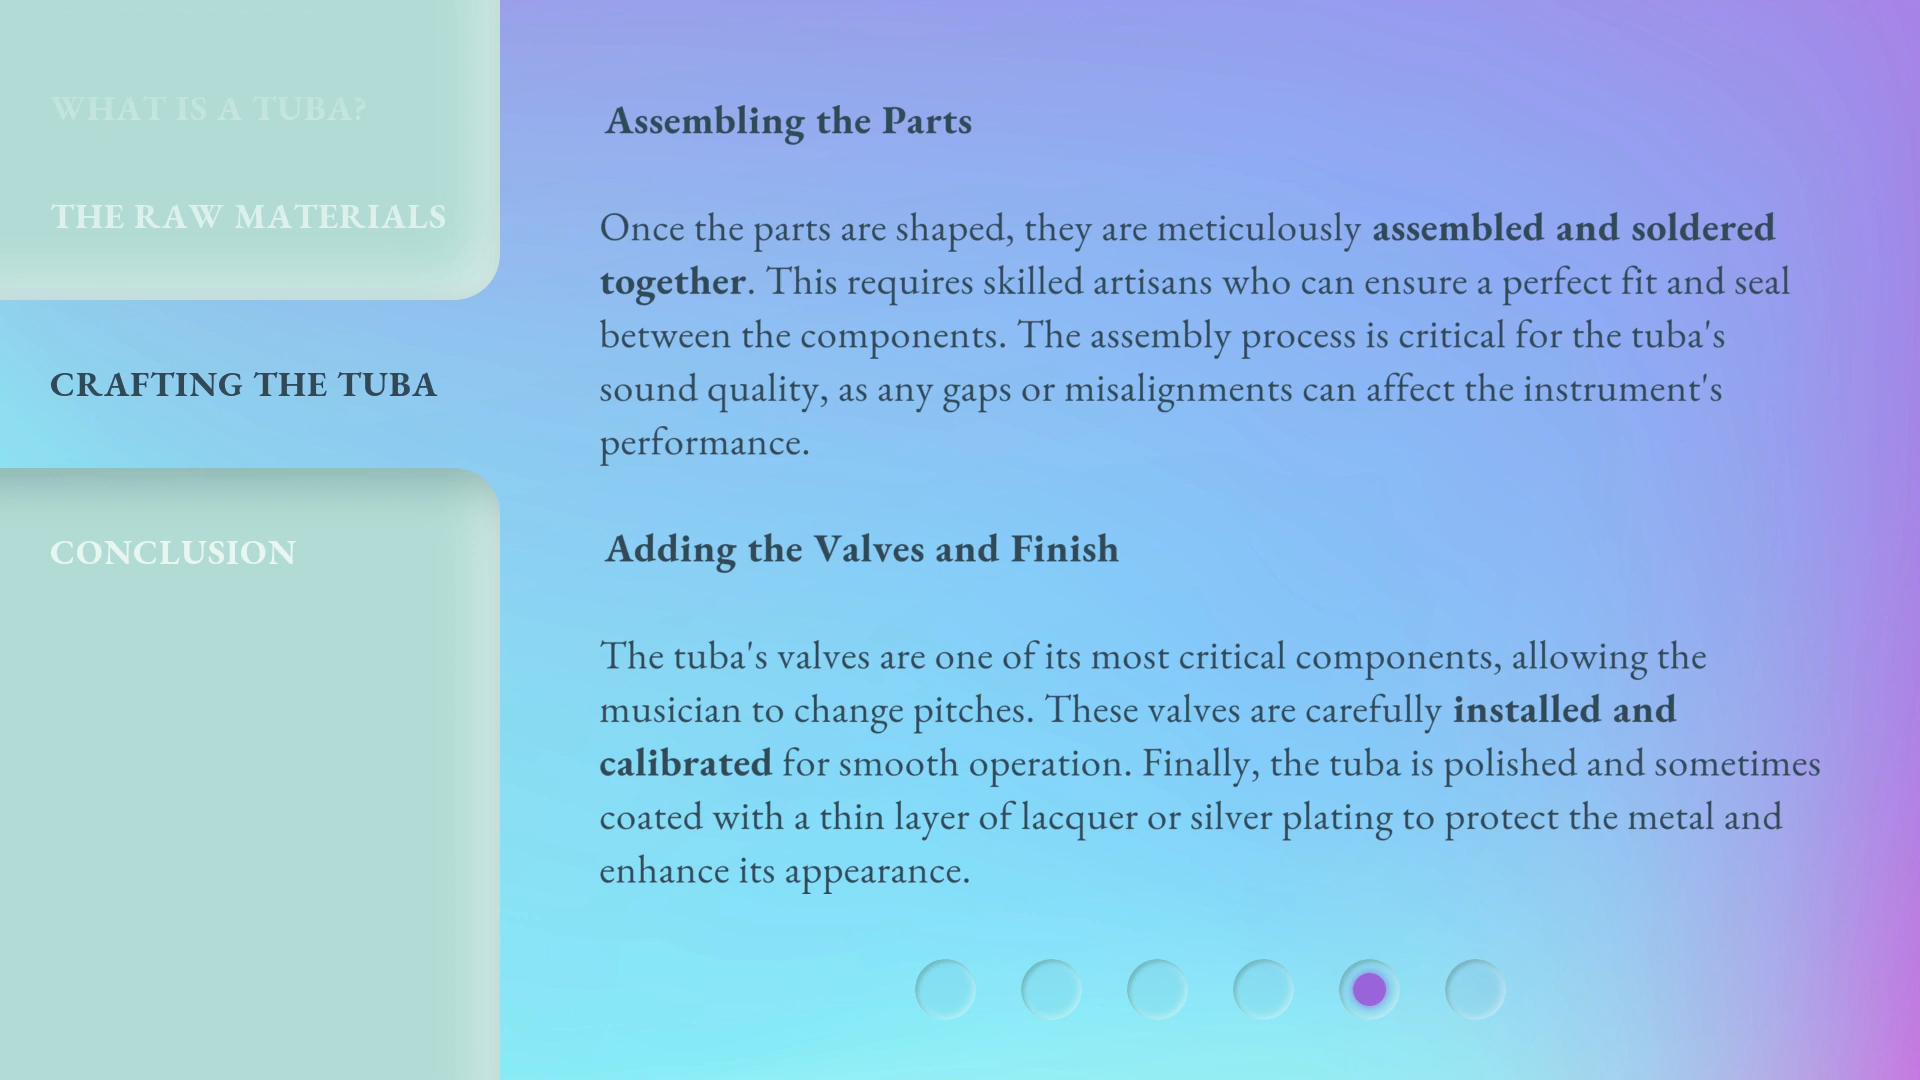 WHAT IS A TUBA?
THE RAW MATERIALS
CRAFTING THE TUBA
CONCLUSION
Assembling the Parts
Once the parts are shaped, they are meticulously assembled and soldered
together. This requires skilled artisans who can ensure a perfect fit and seal
between the components. The assembly process is critical for the tuba's
sound quality, as any gaps or misalignments can affect the instrument's
performance.
Adding the Valves and Finish
The tuba's valves are one of its most critical components, allowing the
musician to change pitches. These valves are carefully installed and
calibrated for smooth operation. Finally, the tuba is polished and sometimes
coated with a thin layer of lacquer or silver plating to protect the metal and
enhance its appearance.